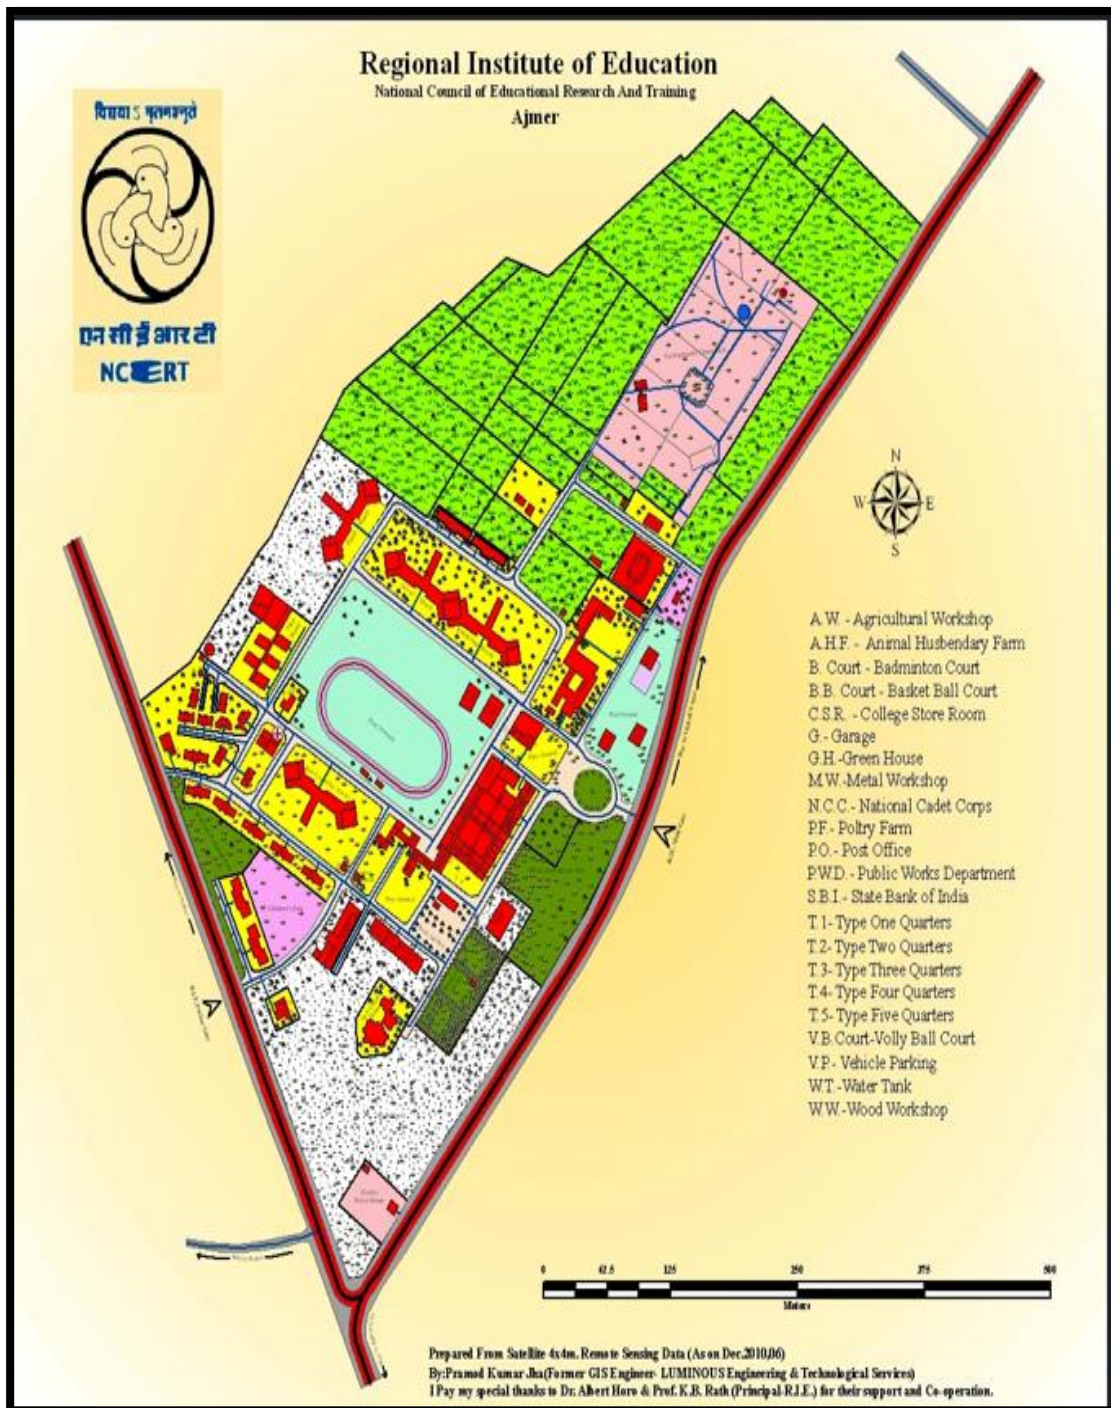 Regional Institute of Education
National Council of Educational Research And Training
Ajmer
विद्यया ऽ मृतमश्नुते
एन सी ई आर टी
NCERT
N
W E
S
A.W. - Agricultural Workshop
A.H.F. - Animal Husbendary Farm
B. Court - Badminton Court
B.B. Court - Basket Ball Court
C.S.R. - College Store Room
G.- Garage
G.H.-Green House
M.W.-Metal Workshop
N.C.C.- National Cadet Corps
P.F.- Poltry Farm
P.O.- Post Office
P.W.D.- Public Works Department
S.B.I.- State Bank of India
T.1- Type One Quarters
T.2- Type Two Quarters
T.3- Type Three Quarters
T.4- Type Four Quarters
T.5- Type Five Quarters
V.B.Court-Volly Ball Court
V.P.- Vehicle Parking
W.T.-Water Tank
W.W.-Wood Workshop
0 62.5 125 250 375 500
Meters
Prepared From Satellite 4x4m. Remote Sensing Data (As on Dec.2010,06)
By:Pramod Kumar Jha(Former GIS Engineer- LUMINOUS Engineering & Technological Services)
I Pay my special thanks to Dr. Albert Horo & Prof. K.B. Rath (Principal-R.I.E.) for their support and Co-operation.